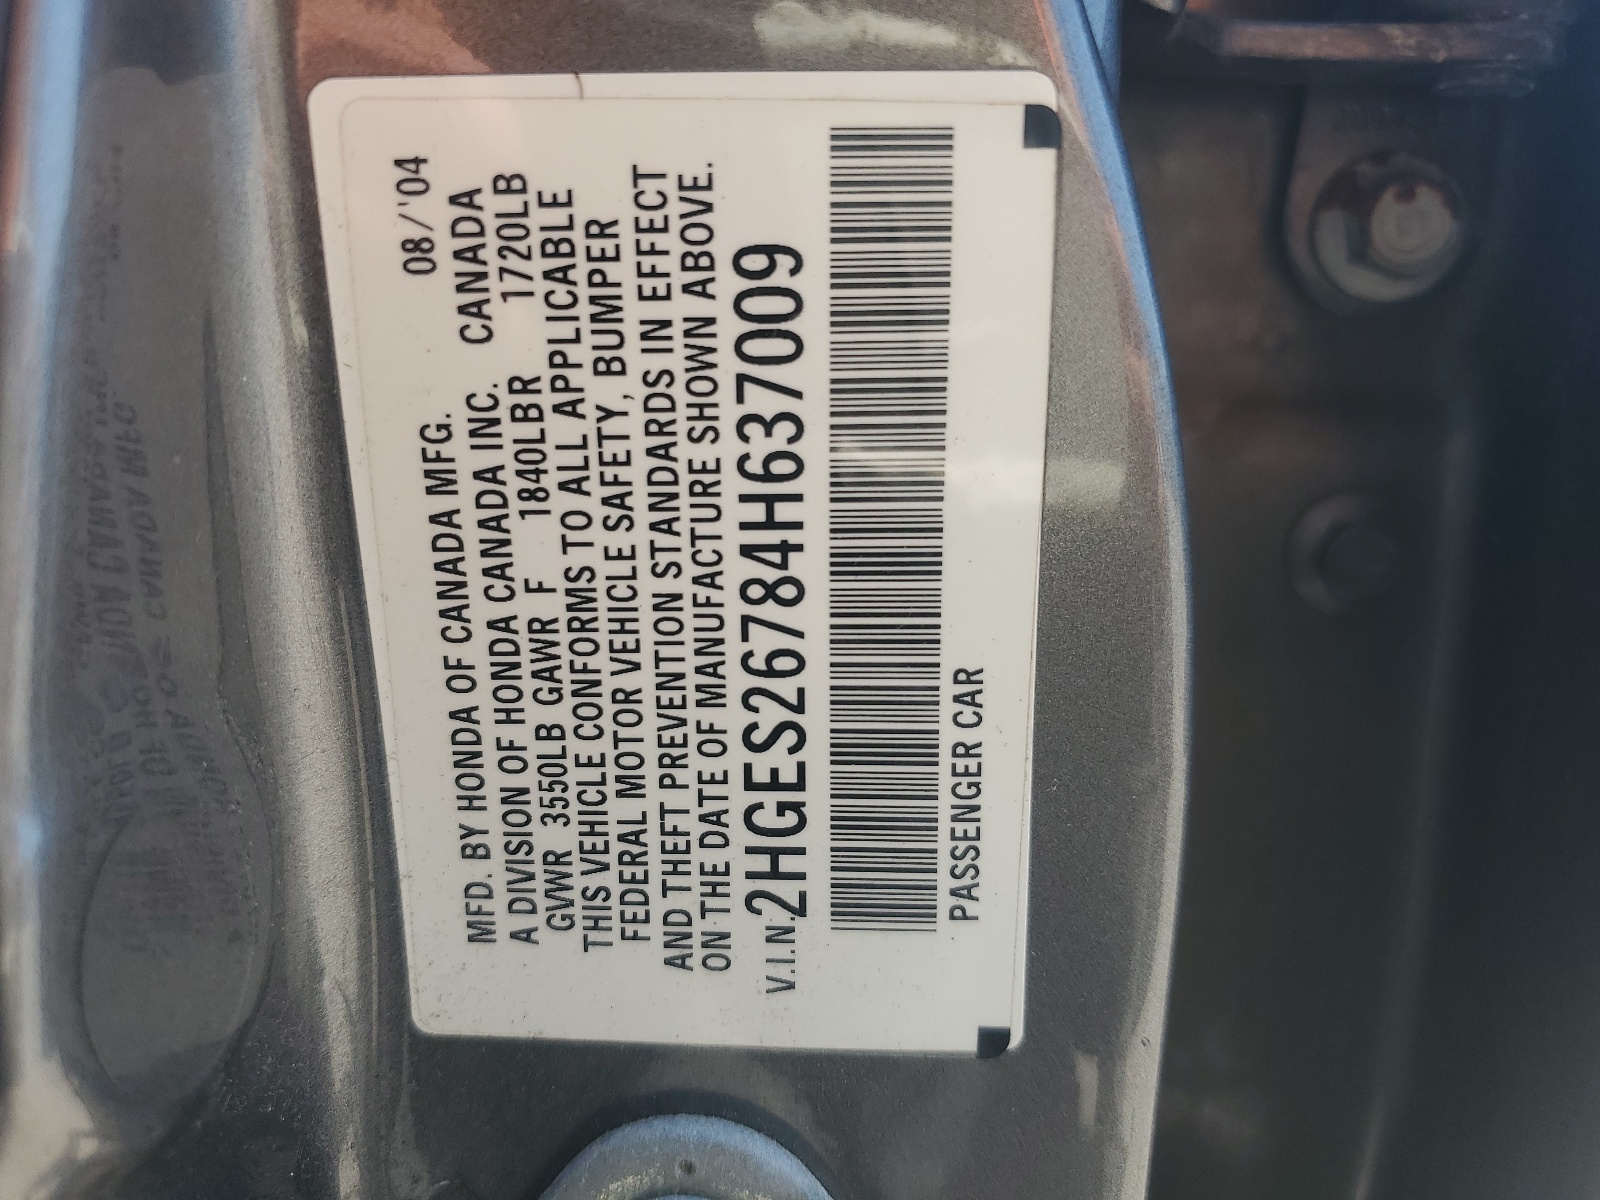 08/'04
MFD. BY HONDA OF CANADA MFG.
A DIVISION OF HONDA CANADA INC. CANADA
GVWR 3550LB GAWR F 1840LBR 1720LB
THIS VEHICLE CONFORMS TO ALL APPLICABLE
FEDERAL MOTOR VEHICLE SAFETY, BUMPER
AND THEFT PREVENTION STANDARDS IN EFFECT
ON THE DATE OF MANUFACTURE SHOWN ABOVE.
V.I.N. 2HGES26784H637009
PASSENGER CAR